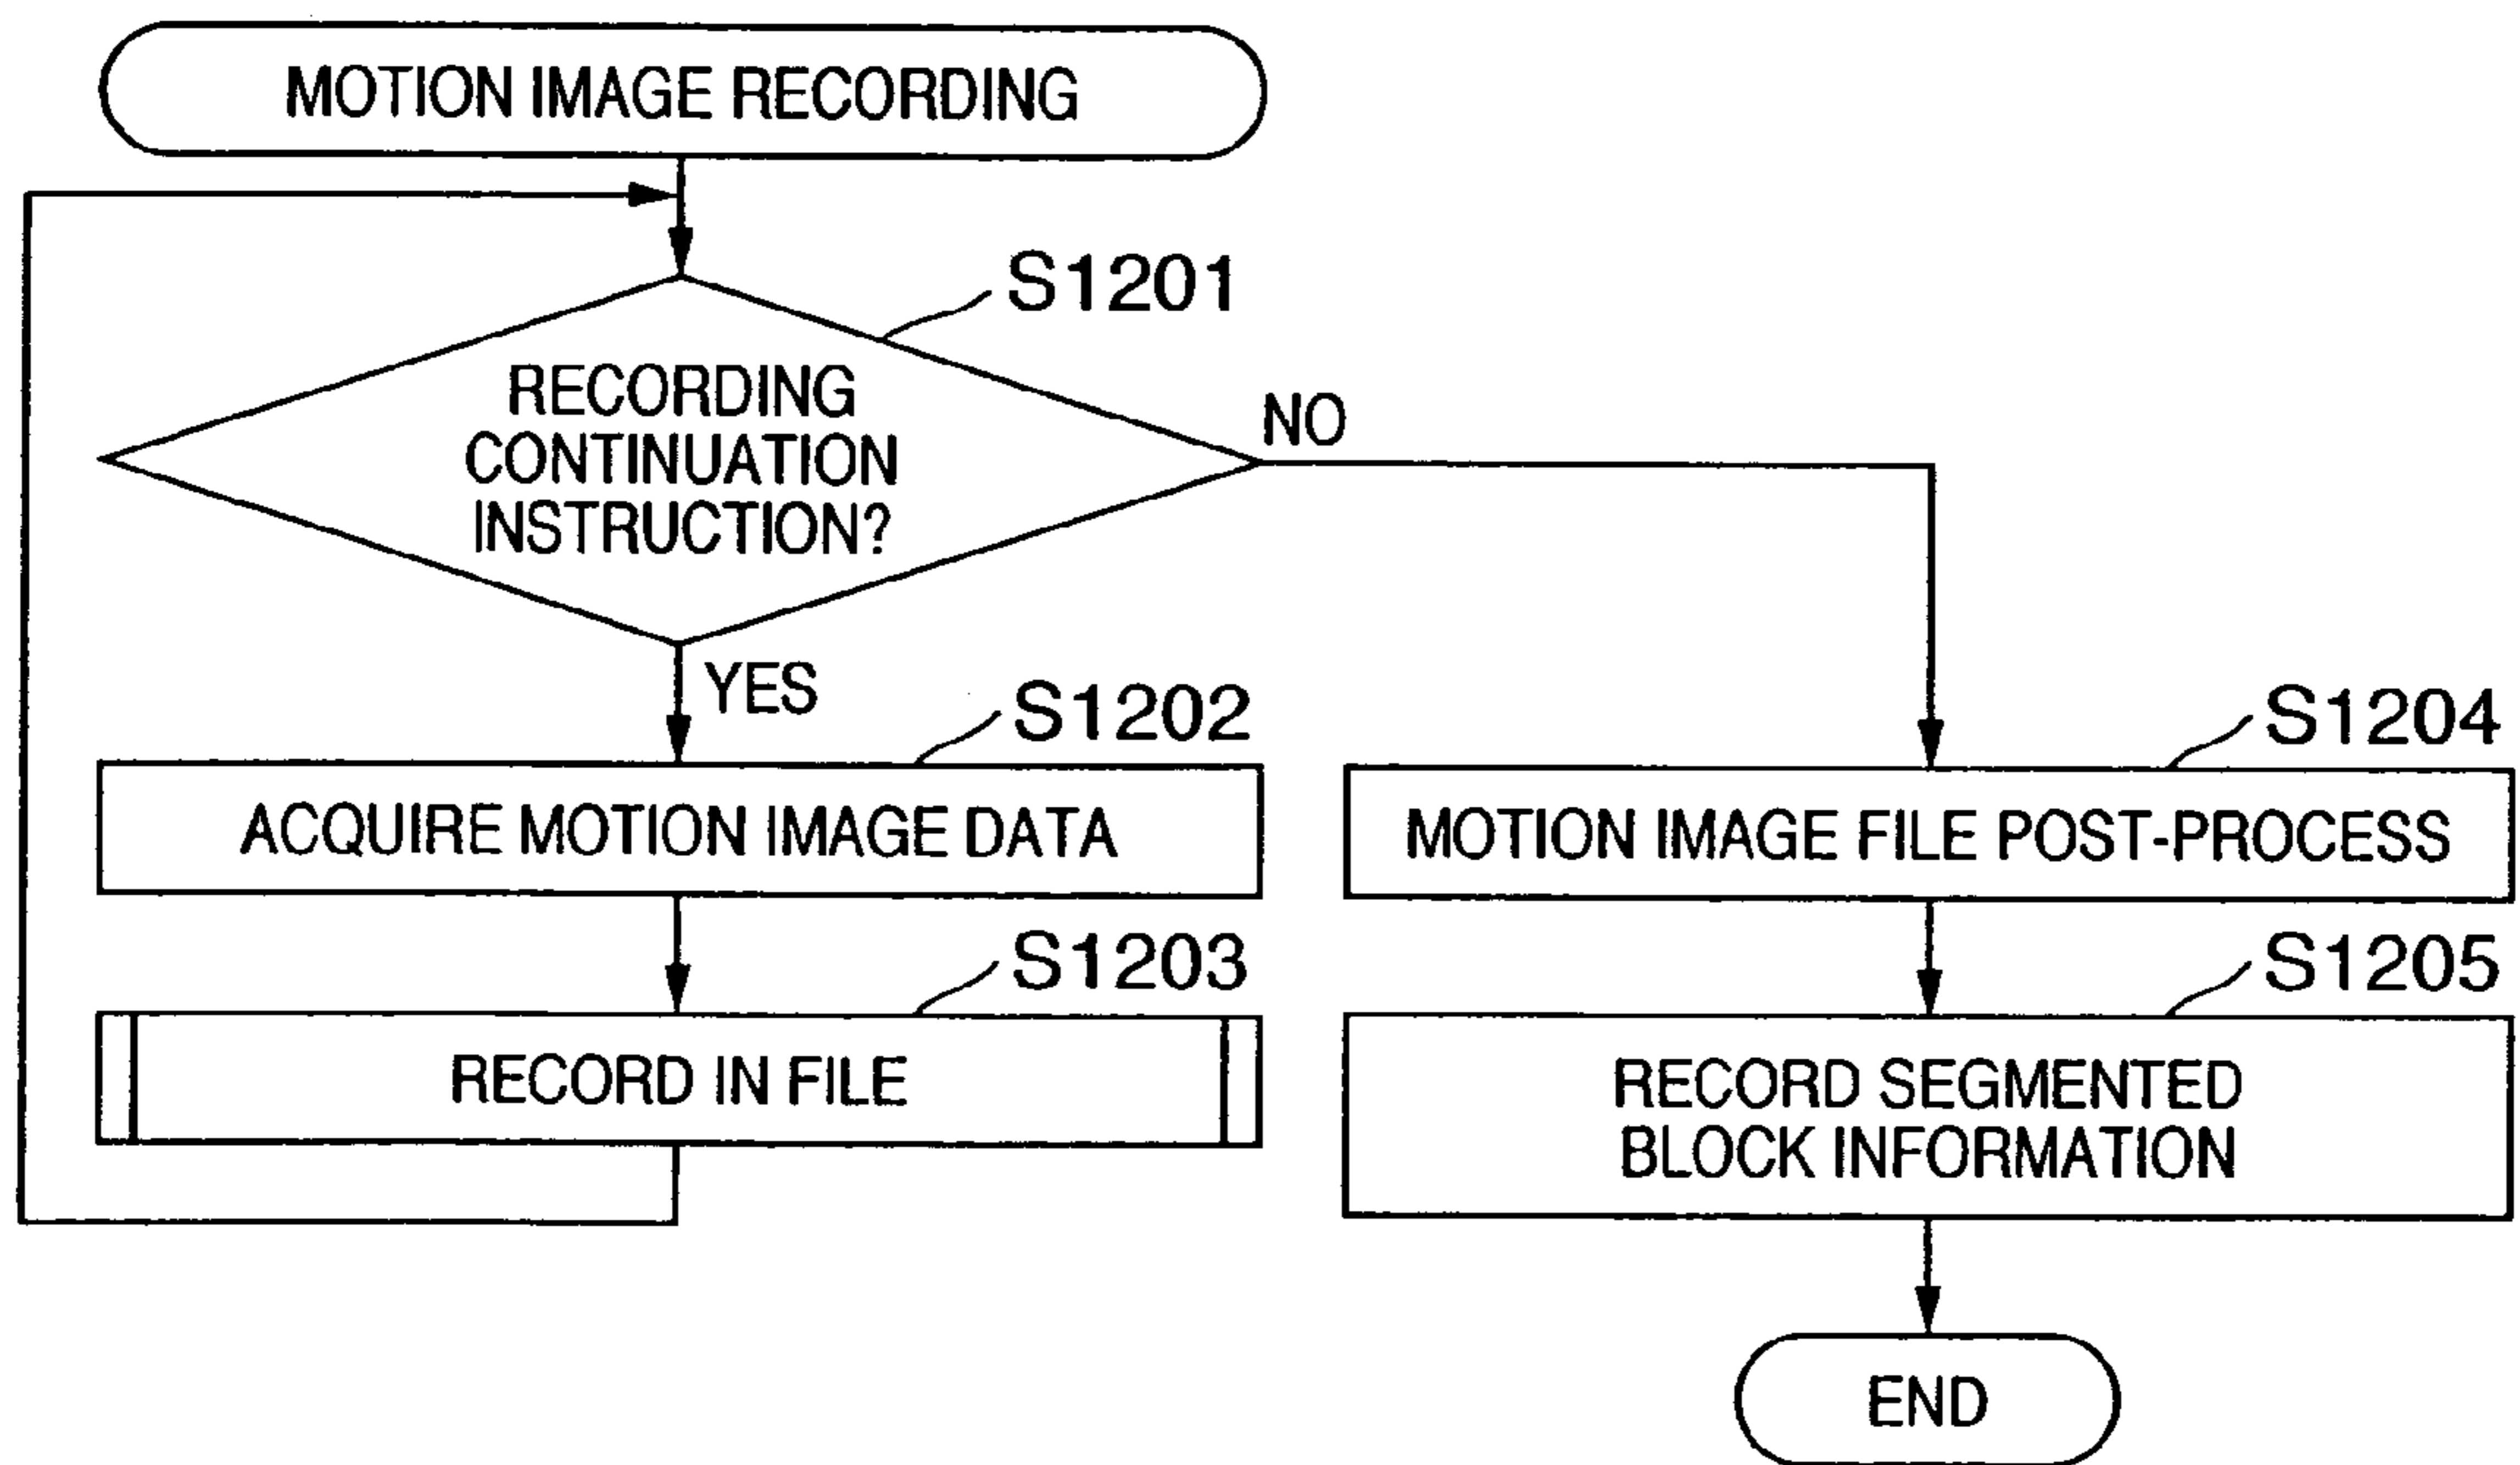 MOTION IMAGE RECORDING
S1201
RECORDING
CONTINUATION
INSTRUCTION?
NO
YES
S1202
ACQUIRE MOTION IMAGE DATA
S1203
RECORD IN FILE
S1204
MOTION IMAGE FILE POST-PROCESS
S1205
RECORD SEGMENTED
BLOCK INFORMATION
END